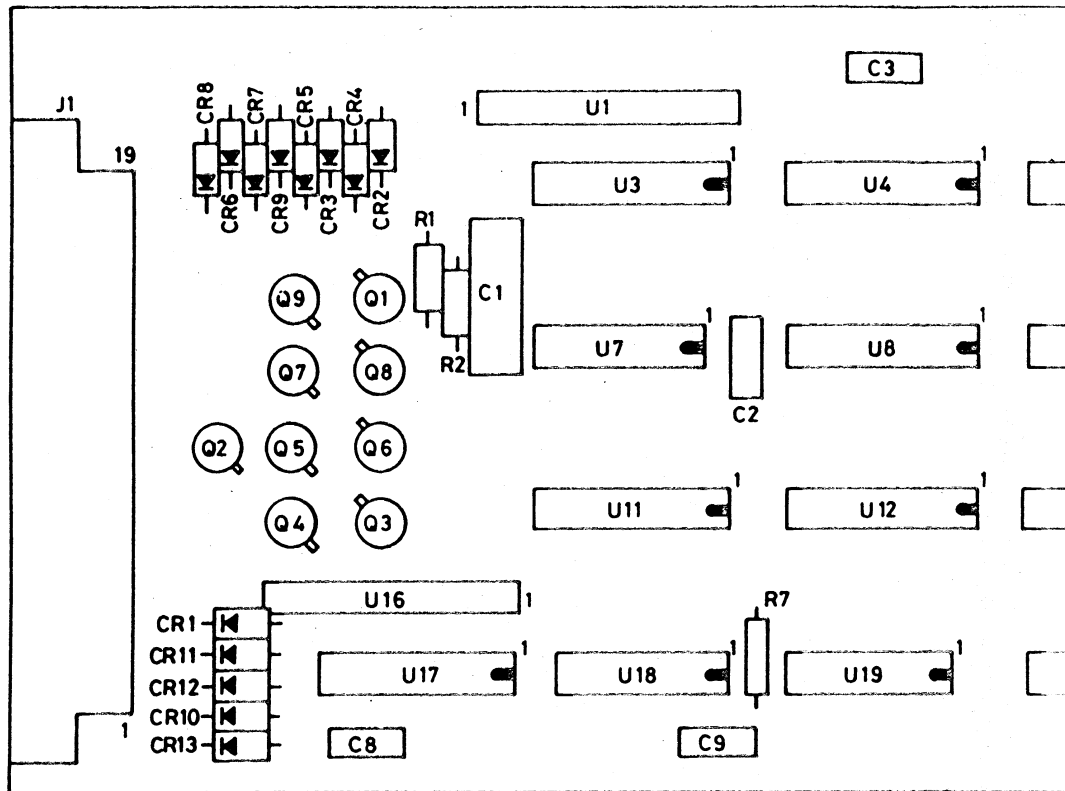 C3
J1
CR8
CR7
CR5
CR4
1
U1
19
CR6
CR9
CR3
CR2
U3
1
U4
1
R1
Q9
Q1
C1
R2
U7
1
U8
1
C2
Q7
Q8
Q2
Q5
Q6
U11
1
U12
1
Q4
Q3
U16
1
R7
CR1
CR11
CR12
CR10
CR13
U17
1
U18
1
U19
1
1
C8
C9